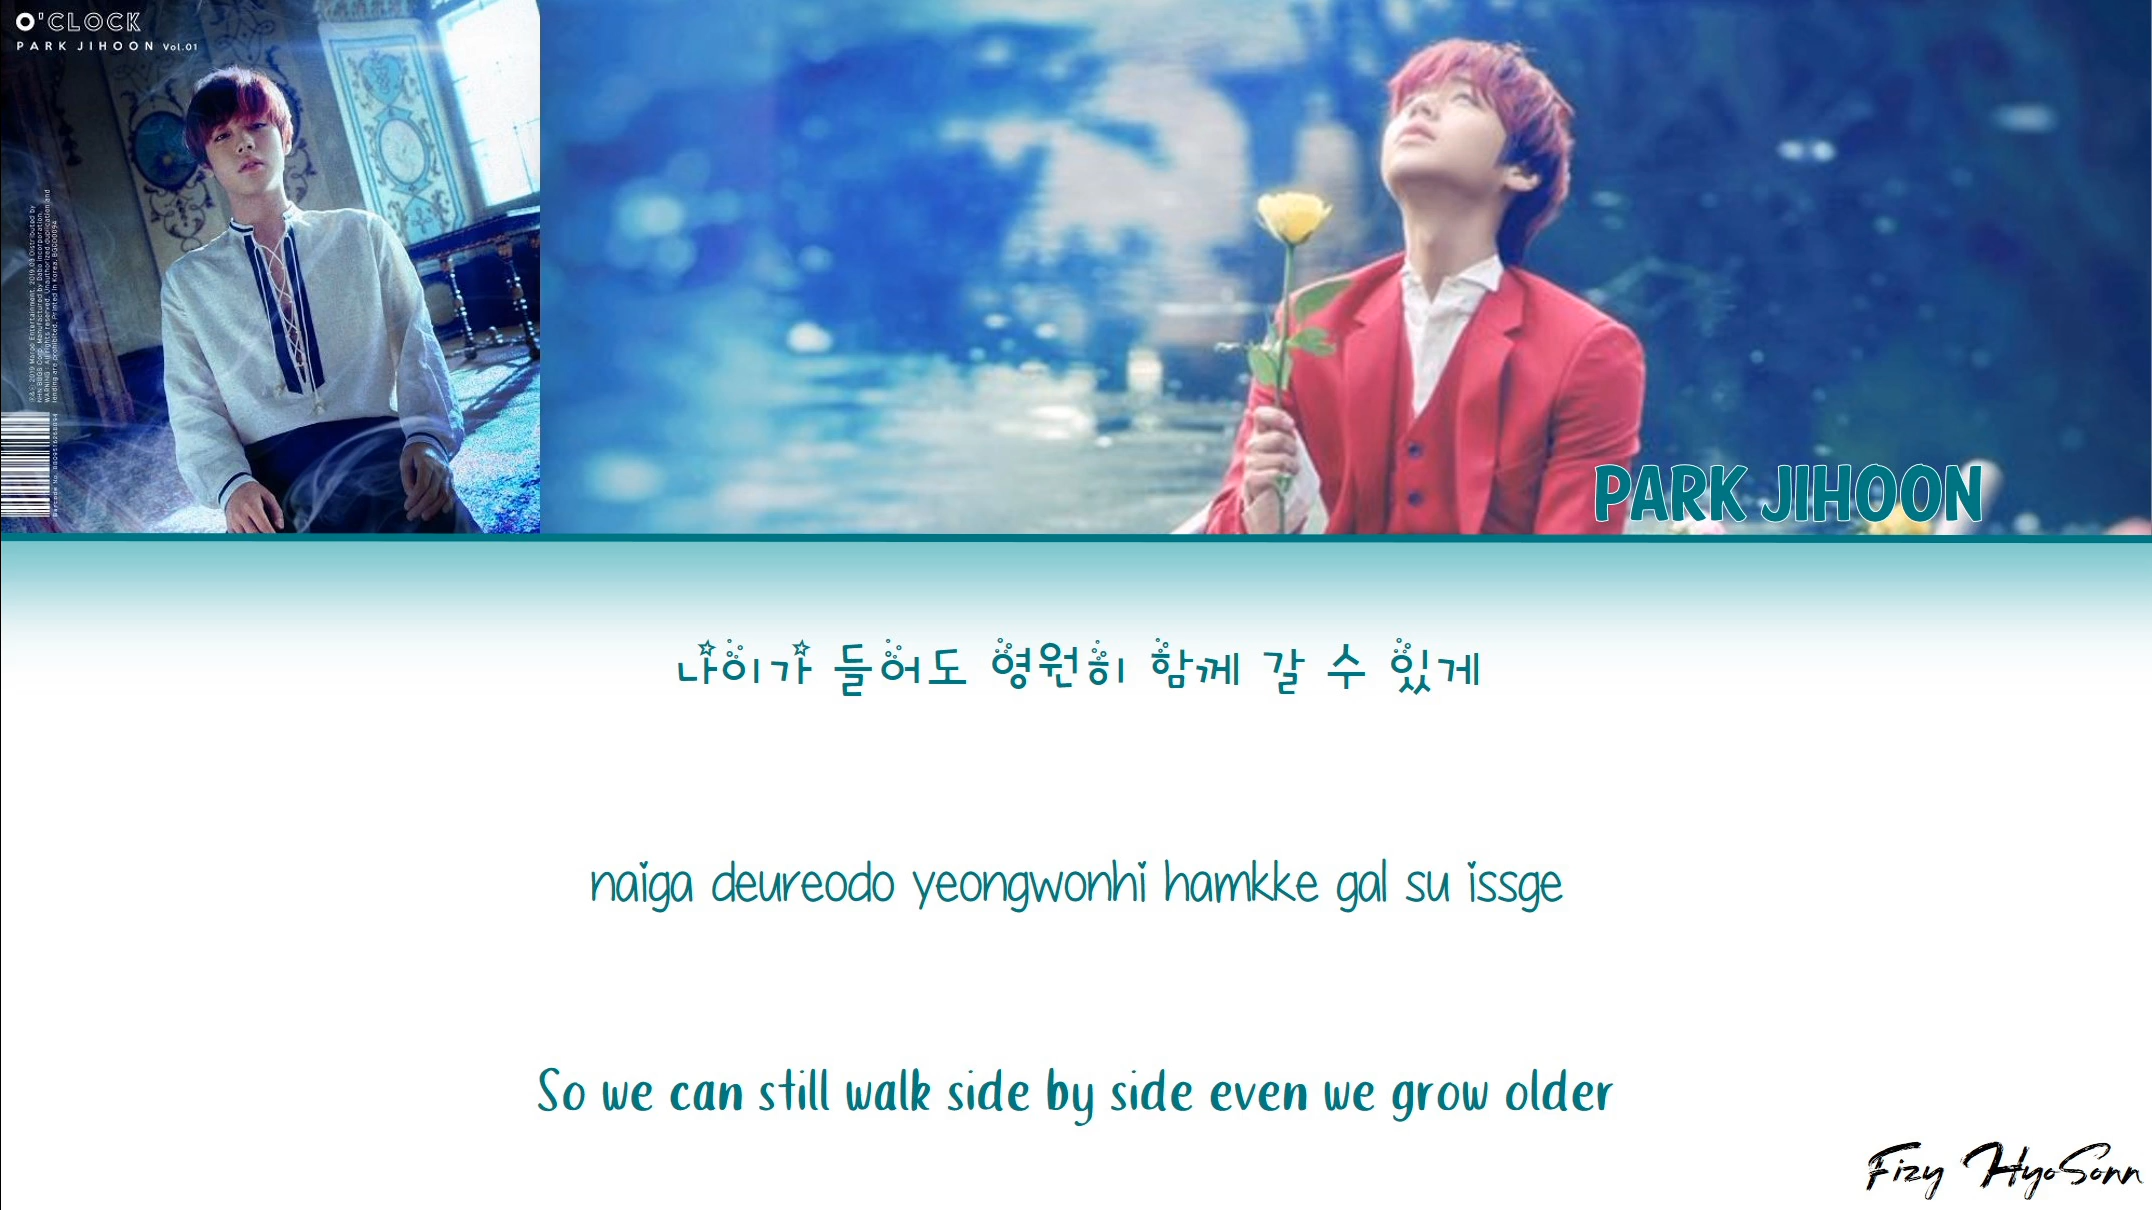 O'CLOCK
PARK JIHOON Vol.01
PARK JIHOON
나이가 들어도 영원히 함께 갈 수 있게
naiga deureodo yeongwonhi hamkke gal su issge
So we can still walk side by side even we grow older
Fizy HyoSonn